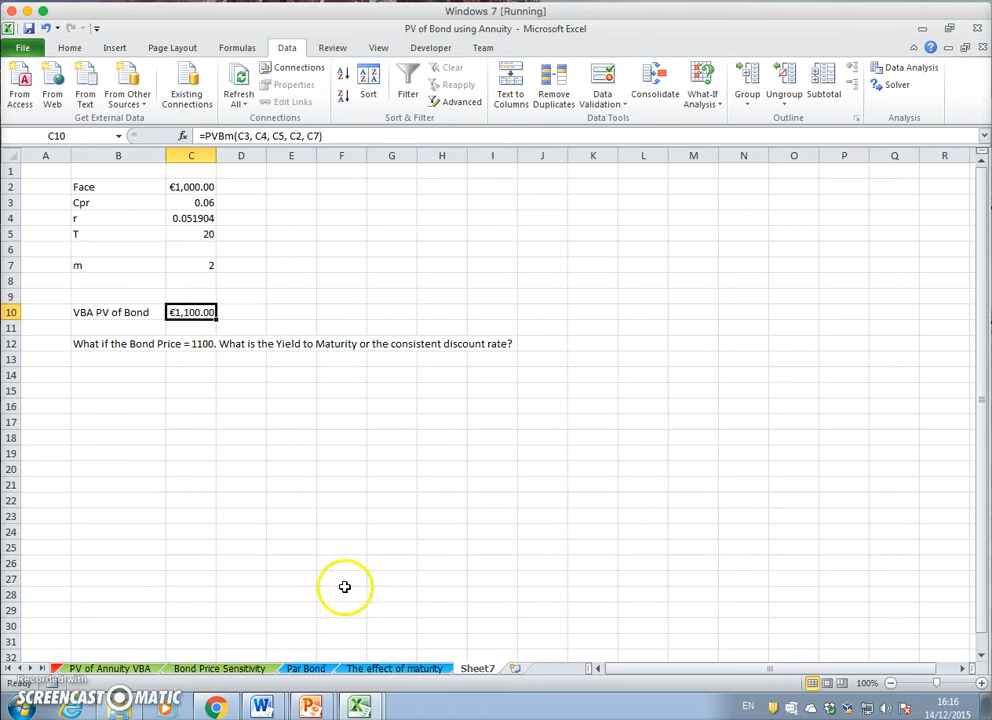 Windows 7 [Running]
PV of Bond using Annuity - Microsoft Excel
File Home Insert Page Layout Formulas Data Review View Developer Team
From Access
From Web
From Text
From Other Sources
Existing Connections
Get External Data
Refresh All
Connections
Properties
Edit Links
Connections
Sort
Filter
Clear
Reapply
Advanced
Sort & Filter
Text to Columns
Remove Duplicates
Data Validation
Consolidate
What-If Analysis
Data Tools
Group
Ungroup
Subtotal
Outline
Data Analysis
Solver
Analysis
C10 fx =PVBm(C3, C4, C5, C2, C7)
A B C D E F G H I J K L M N O P Q R
1
2 Face €1,000.00
3 Cpr 0.06
4 r 0.051904
5 T 20
6
7 m 2
8
9
10 VBA PV of Bond €1,100.00
11
12 What if the Bond Price = 1100. What is the Yield to Maturity or the consistent discount rate?
13
14
15
16
17
18
19
20
21
22
23
24
25
26
27
28
29
30
31
32
PV of Annuity VBA Bond Price Sensitivity Par Bond The effect of maturity Sheet7
Ready 100%
Recorded with
SCREENCAST-O-MATIC
EN 16:16
14/12/2015